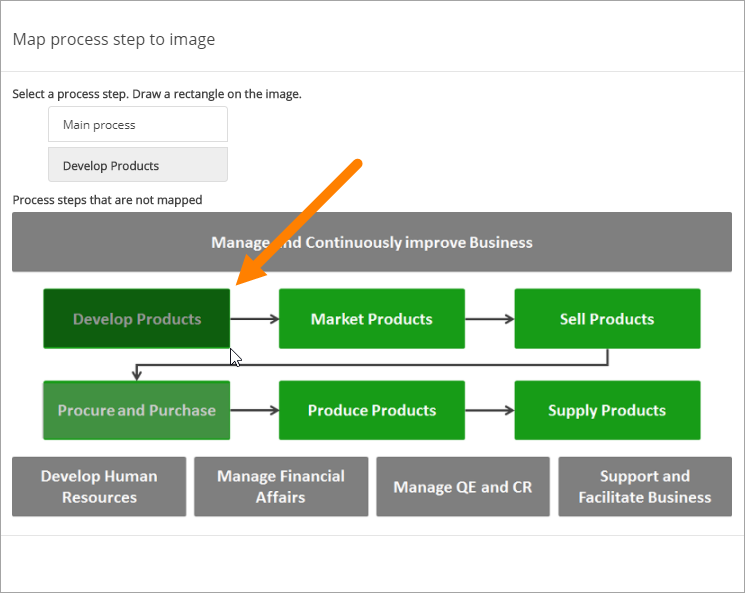 Map process step to image
Select a process step. Draw a rectangle on the image.
Main process
Develop Products
Process steps that are not mapped
Manage and Continuously improve Business
Develop Products
Market Products
Sell Products
Procure and Purchase
Produce Products
Supply Products
Develop Human
Resources
Manage Financial
Affairs
Manage QE and CR
Support and
Facilitate Business